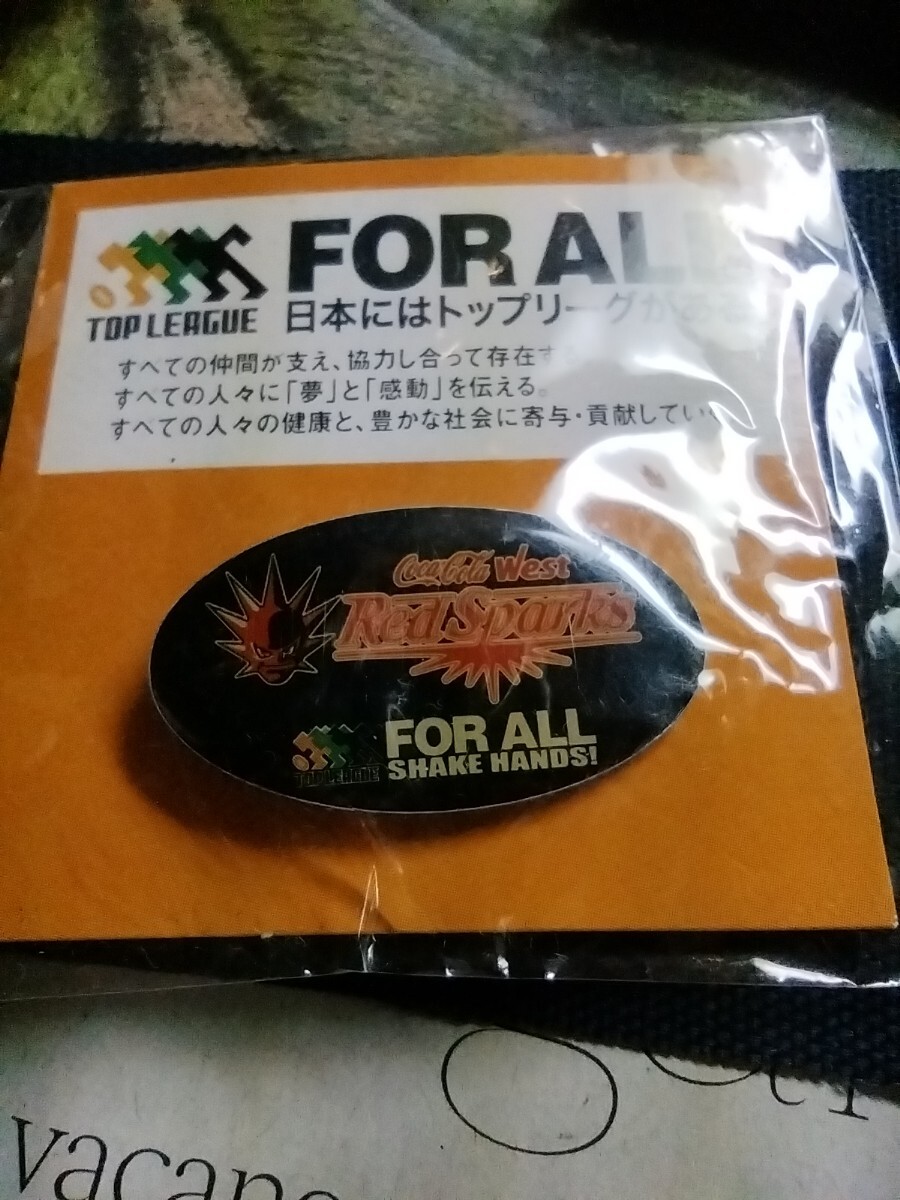 FOR ALL
TOP LEAGUE
日本にはトップリーグがある
すべての仲間が支え、協力し合って存在す
すべての人々に「夢」と「感動」を伝える。
すべての人々の健康と、豊かな社会に寄与・貢献してい
Coca-Cola West
Red Sparks
TOP LEAGUE
FOR ALL
SHAKE HANDS!